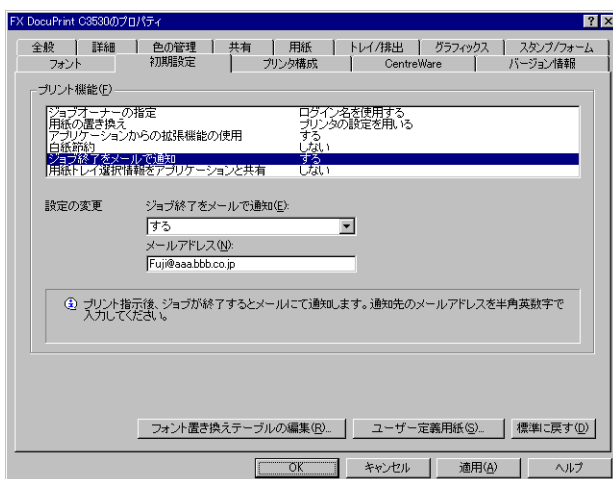 FX DocuPrint C3530のプロパティ
全般 詳細 色の管理 共有 用紙 トレイ/排出 グラフィックス スタンプ/フォーム
フォント 初期設定 プリンタ構成 CentreWare バージョン情報
プリント機能(F)
ジョブオーナーの指定 ログイン名を使用する
用紙の置き換え プリンタの設定を用いる
アプリケーションからの拡張機能の使用 する
白紙節約 しない
ジョブ終了をメールで通知 する
用紙トレイ選択情報をアプリケーションと共有 しない
設定の変更 ジョブ終了をメールで通知(E):
する
メールアドレス(N):
Fuji@aaa.bbb.co.jp
プリント指示後、ジョブが終了するとメールにて通知します。通知先のメールアドレスを半角英数字で
入力してください。
フォント置き換えテーブルの編集(R)... ユーザー定義用紙(S)... 標準に戻す(D)
OK キャンセル 適用(A) ヘルプ